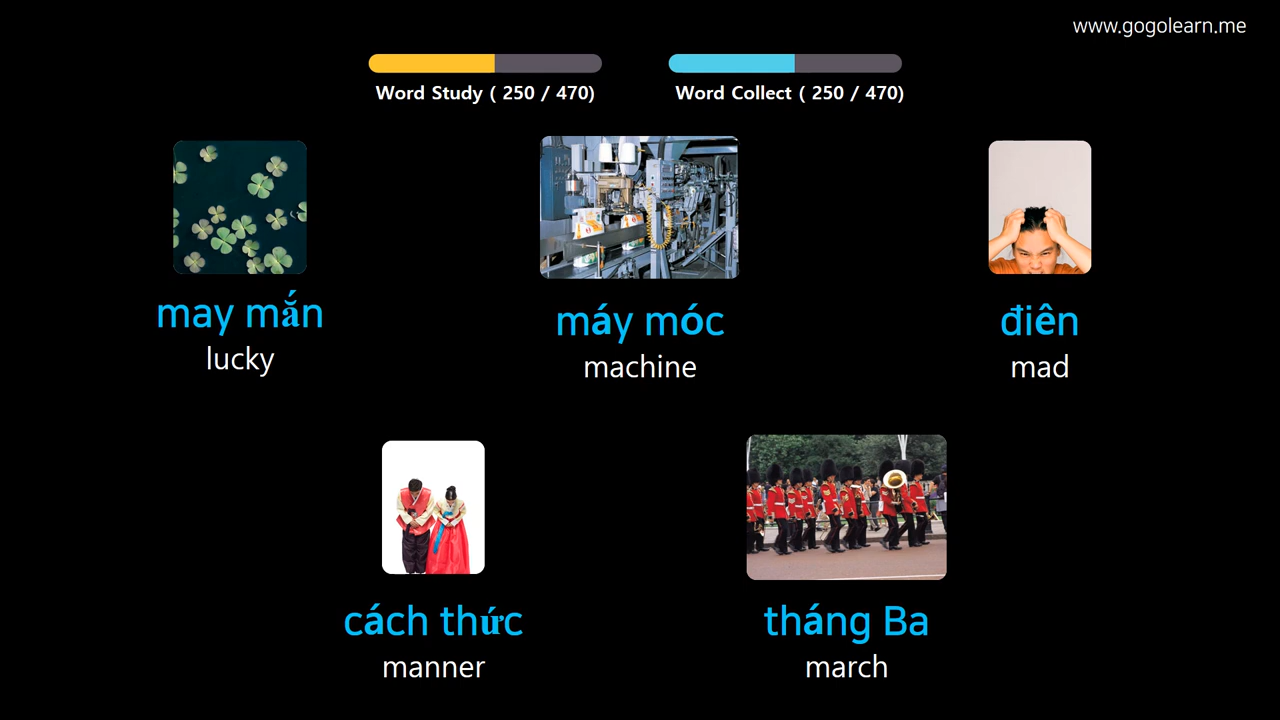 www.gogolearn.me
Word Study ( 250 / 470)
Word Collect ( 250 / 470)
may mắn
lucky
máy móc
machine
điên
mad
cách thức
manner
tháng Ba
march